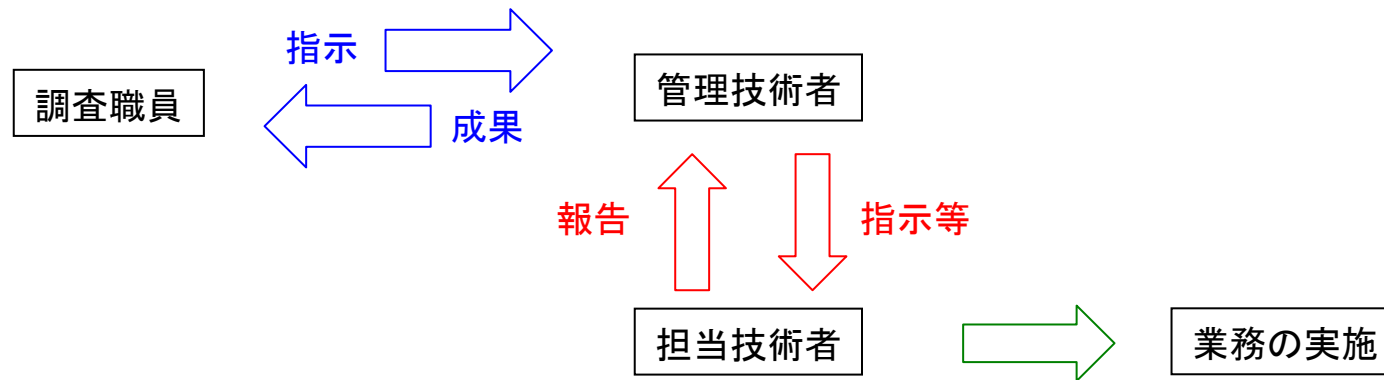 指示
管理技術者
調査職員
成果
報告
指示等
担当技術者
業務の実施